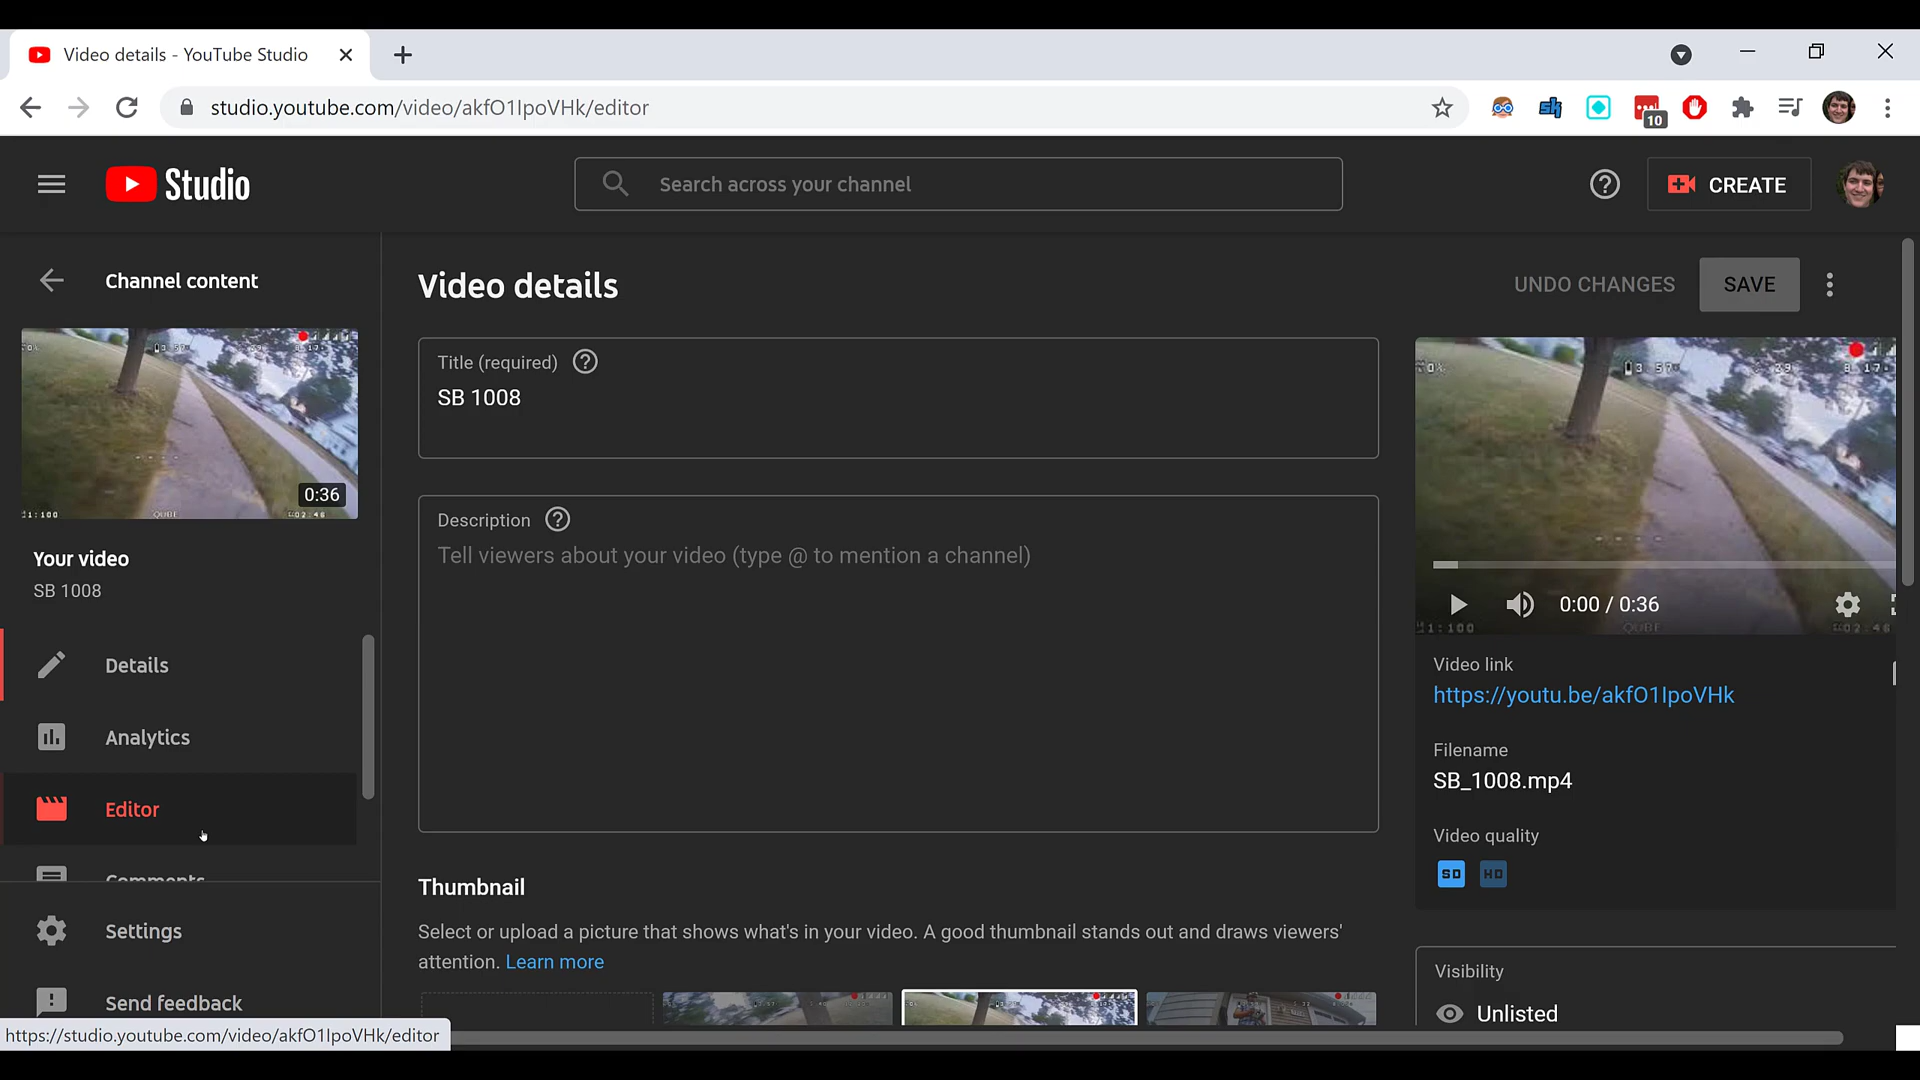 Video details - YouTube Studio
studio.youtube.com/video/akfO1IpoVHk/editor
10
Studio
Search across your channel
CREATE
Channel content
Video details
UNDO CHANGES
SAVE
Title (required)
SB 1008
0:36
Description
Tell viewers about your video (type @ to mention a channel)
Your video
SB 1008
0:00 / 0:36
Details
Video link
https://youtu.be/akfO1IpoVHk
Analytics
Filename
SB_1008.mp4
Editor
Video quality
SD HD
Comments
Thumbnail
Settings
Select or upload a picture that shows what's in your video. A good thumbnail stands out and draws viewers'
attention. Learn more
Visibility
Send feedback
Unlisted
https://studio.youtube.com/video/akfO1IpoVHk/editor